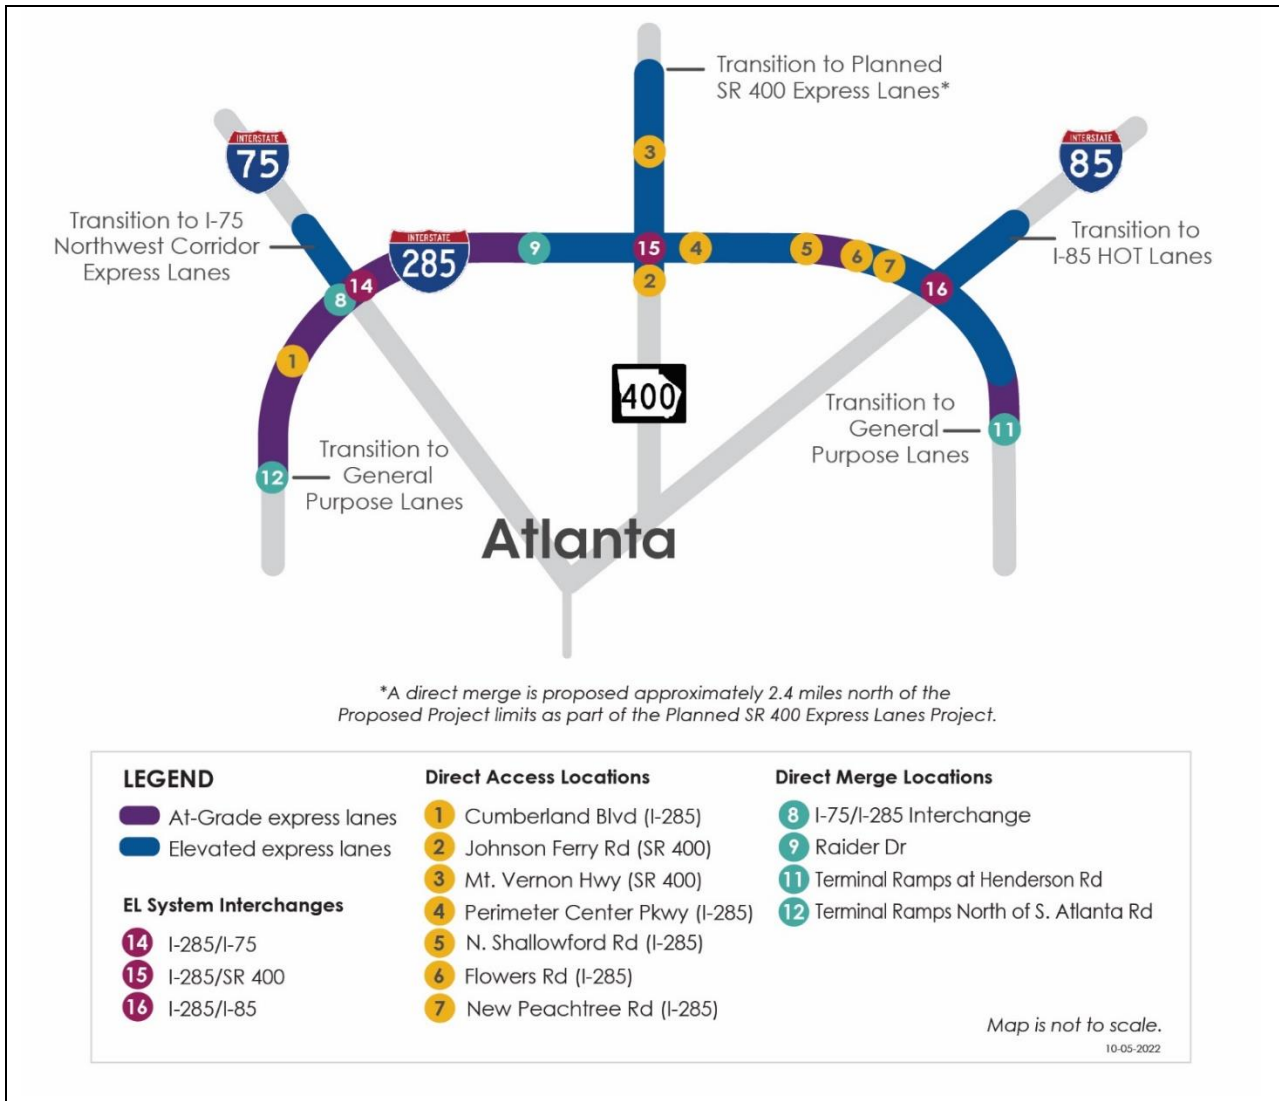 Transition to Planned
SR 400 Express Lanes*
3
INTERSTATE
75
INTERSTATE
85
Transition to I-75
Northwest Corridor
Express Lanes
INTERSTATE
285
9
15
4
5
6
7
Transition to
I-85 HOT Lanes
14
8
2
16
1
400
Transition to
General
Purpose Lanes
11
12
Transition to
General
Purpose Lanes
Atlanta
*A direct merge is proposed approximately 2.4 miles north of the
Proposed Project limits as part of the Planned SR 400 Express Lanes Project.
LEGEND
At-Grade express lanes
Elevated express lanes
EL System Interchanges
14 I-285/I-75
15 I-285/SR 400
16 I-285/I-85
Direct Access Locations
1 Cumberland Blvd (I-285)
2 Johnson Ferry Rd (SR 400)
3 Mt. Vernon Hwy (SR 400)
4 Perimeter Center Pkwy (I-285)
5 N. Shallowford Rd (I-285)
6 Flowers Rd (I-285)
7 New Peachtree Rd (I-285)
Direct Merge Locations
8 I-75/I-285 Interchange
9 Raider Dr
11 Terminal Ramps at Henderson Rd
12 Terminal Ramps North of S. Atlanta Rd
Map is not to scale.
10-05-2022